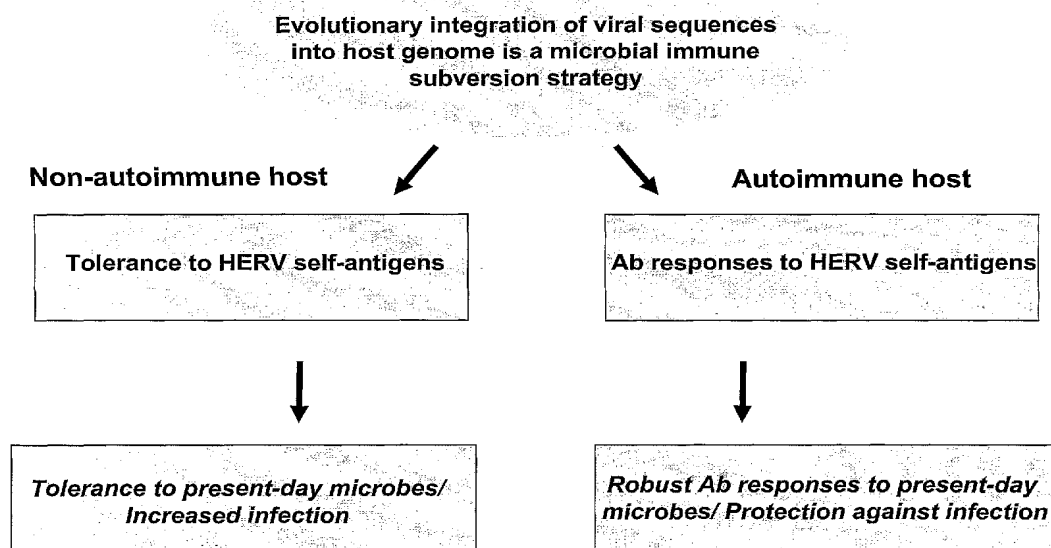 Evolutionary integration of viral sequences
into host genome is a microbial immune
subversion strategy
Non-autoimmune host
Autoimmune host
Tolerance to HERV self-antigens
Ab responses to HERV self-antigens
Tolerance to present-day microbes/
Increased infection
Robust Ab responses to present-day
microbes/ Protection against infection